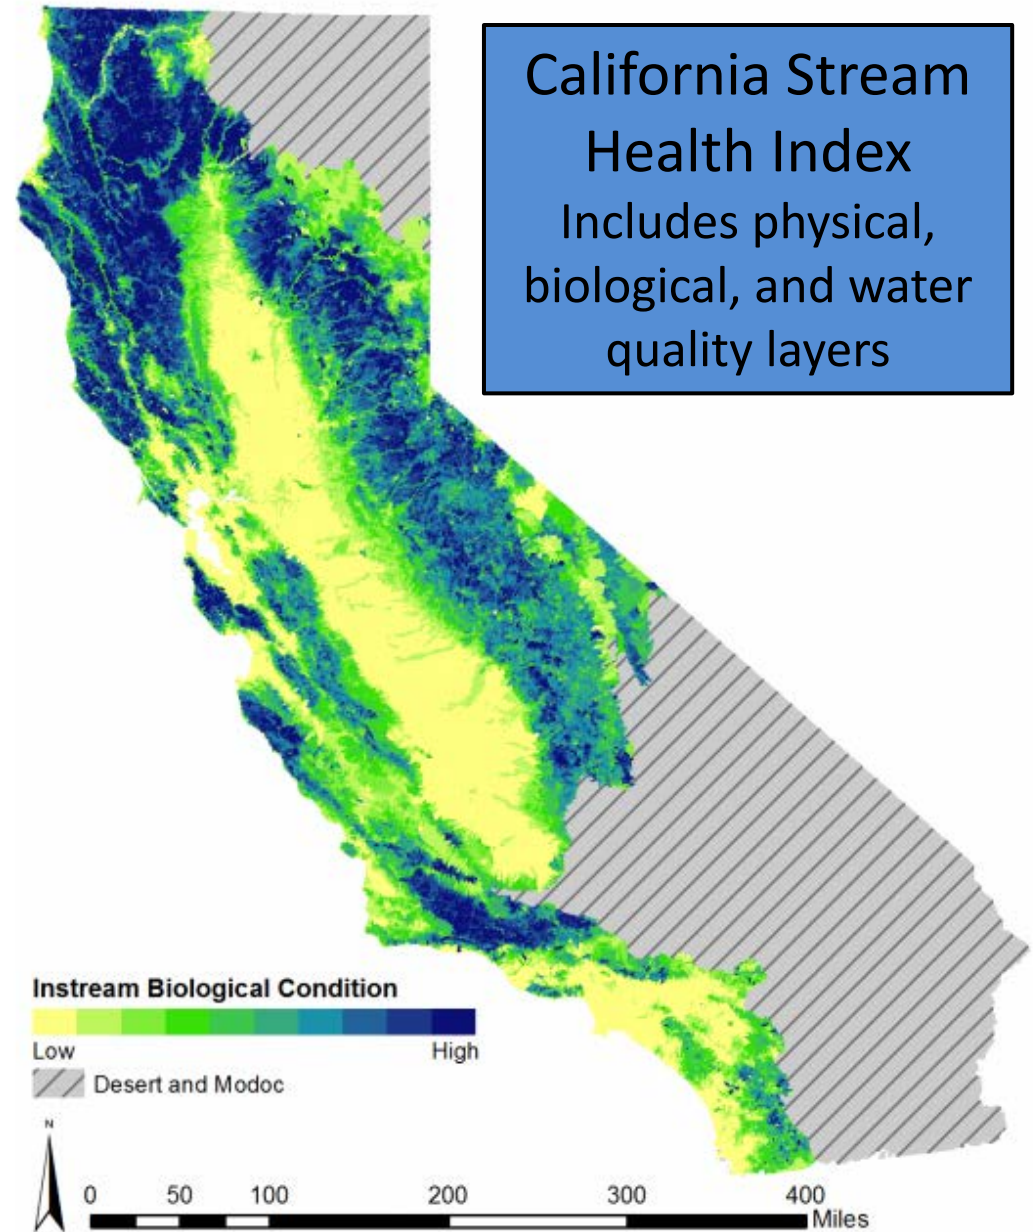 California Stream
Health Index
Includes physical,
biological, and water
quality layers
Instream Biological Condition
Low High
Desert and Modoc
N
0 50 100 200 300 400
Miles